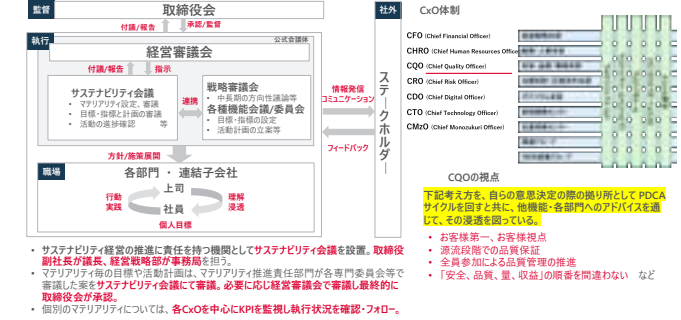 監督
取締役会
付議/報告
承認/監督
執行
公式会議体
経営審議会
付議/報告
指示
サステナビリティ会議
• マテリアリティ設定、審議
• 目標・指標と計画の審議
• 活動の進捗確認 等
連携
戦略審議会
• 中長期の方向性議論等
各種機能会議/委員会
• 目標・指標の設定
• 活動計画の立案等
方針/施策展開
職場
各部門 ・ 連結子会社
行動
実践
上司
社員
理解
浸透
個人目標
社外
情報発信
コミュニケーション
フィードバック
ステークホルダー
• サステナビリティ経営の推進に責任を持つ機関としてサステナビリティ会議を設置。取締役
副社長が議長、経営戦略部が事務局を担う。
• マテリアリティ毎の目標や活動計画は、マテリアリティ推進責任部門が各専門委員会等で
審議した案をサステナビリティ会議にて審議。必要に応じ経営審議会で審議し最終的に
取締役会が承認。
• 個別のマテリアリティについては、各CxOを中心にKPIを監視し執行状況を確認・フォロー。
CxO体制
CFO (Chief Financial Officer)
CHRO (Chief Human Resources Office
CQO (Chief Quality Officer)
CRO (Chief Risk Officer)
CDO (Chief Digital Officer)
CTO (Chief Technology Officer)
CMzO (Chief Monozukuri Officer)
CQOの視点
下記考え方を、自らの意思決定の際の拠り所として PDCA
サイクルを回すと共に、他機能・各部門へのアドバイスを通
じて、その浸透を図っている。
• お客様第一、お客様視点
• 源流段階での品質保証
• 全員参加による品質管理の推進
• 「安全、品質、量、収益」の順番を間違わない など